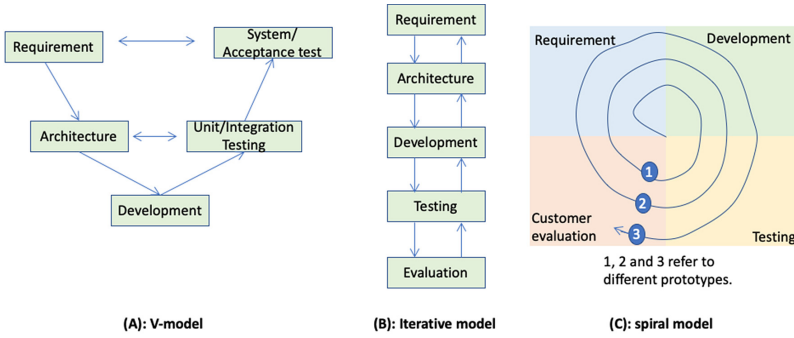 Requirement
System/
Acceptance test
Architecture
Unit/Integration
Testing
Development
(A): V-model
Requirement
Architecture
Development
Testing
Evaluation
(B): Iterative model
Requirement
Development
1
2
3
Customer
evaluation
Testing
1, 2 and 3 refer to
different prototypes.
(C): spiral model